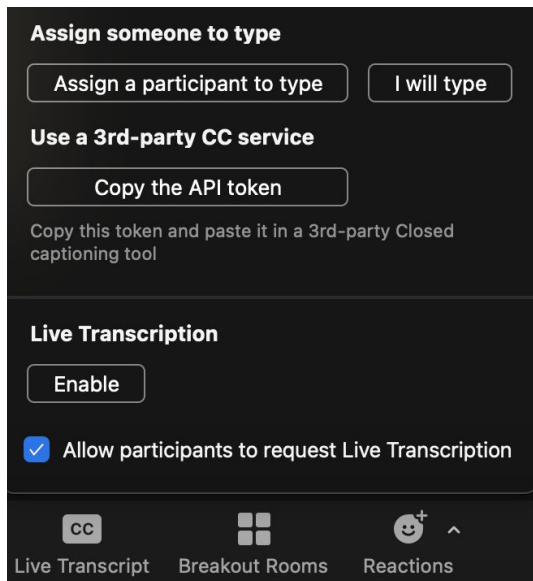 Assign someone to type
Assign a participant to type I will type
Use a 3rd-party CC service
Copy the API token
Copy this token and paste it in a 3rd-party Closed
captioning tool
Live Transcription
Enable
Allow participants to request Live Transcription
CC
Live Transcript Breakout Rooms Reactions